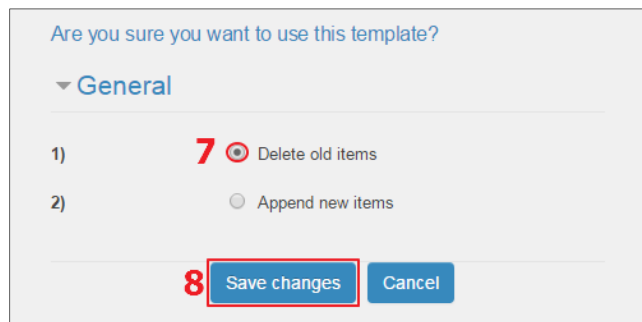 Are you sure you want to use this template?
General
1) 7 Delete old items
2) Append new items
8 Save changes Cancel